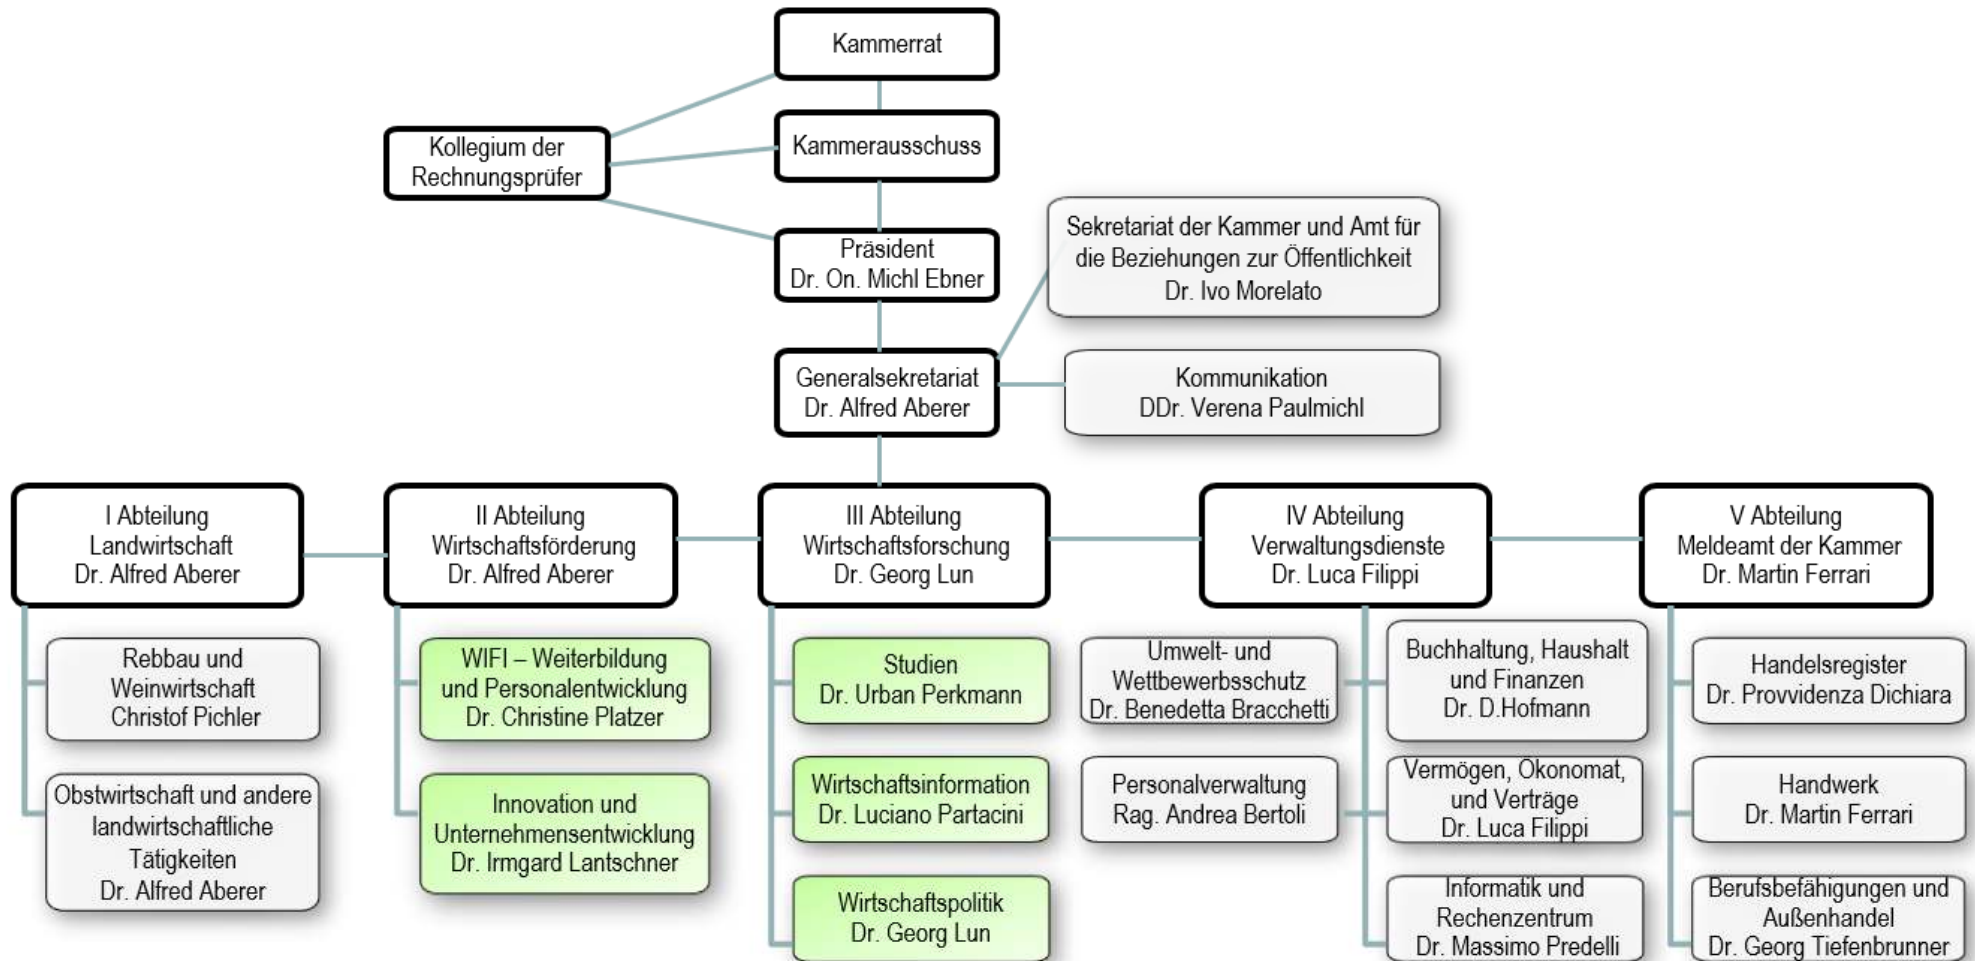 Kammerrat
Kollegium der
Rechnungsprüfer
Kammerausschuss
Präsident
Dr. On. Michl Ebner
Sekretariat der Kammer und Amt für
die Beziehungen zur Öffentlichkeit
Dr. Ivo Morelato
Generalsekretariat
Dr. Alfred Aberer
Kommunikation
DDr. Verena Paulmichl
I Abteilung
Landwirtschaft
Dr. Alfred Aberer
II Abteilung
Wirtschaftsförderung
Dr. Alfred Aberer
III Abteilung
Wirtschaftsforschung
Dr. Georg Lun
IV Abteilung
Verwaltungsdienste
Dr. Luca Filippi
V Abteilung
Meldeamt der Kammer
Dr. Martin Ferrari
Rebbau und
Weinwirtschaft
Christof Pichler
Obstwirtschaft und andere
landwirtschaftliche
Tätigkeiten
Dr. Alfred Aberer
WIFI – Weiterbildung
und Personalentwicklung
Dr. Christine Platzer
Innovation und
Unternehmensentwicklung
Dr. Irmgard Lantschner
Studien
Dr. Urban Perkmann
Wirtschaftsinformation
Dr. Luciano Partacini
Wirtschaftspolitik
Dr. Georg Lun
Umwelt- und
Wettbewerbsschutz
Dr. Benedetta Bracchetti
Personalverwaltung
Rag. Andrea Bertoli
Buchhaltung, Haushalt
und Finanzen
Dr. D.Hofmann
Vermögen, Ökonomat,
und Verträge
Dr. Luca Filippi
Informatik und
Rechenzentrum
Dr. Massimo Predelli
Handelsregister
Dr. Provvidenza Dichiara
Handwerk
Dr. Martin Ferrari
Berufsbefähigungen und
Außenhandel
Dr. Georg Tiefenbrunner